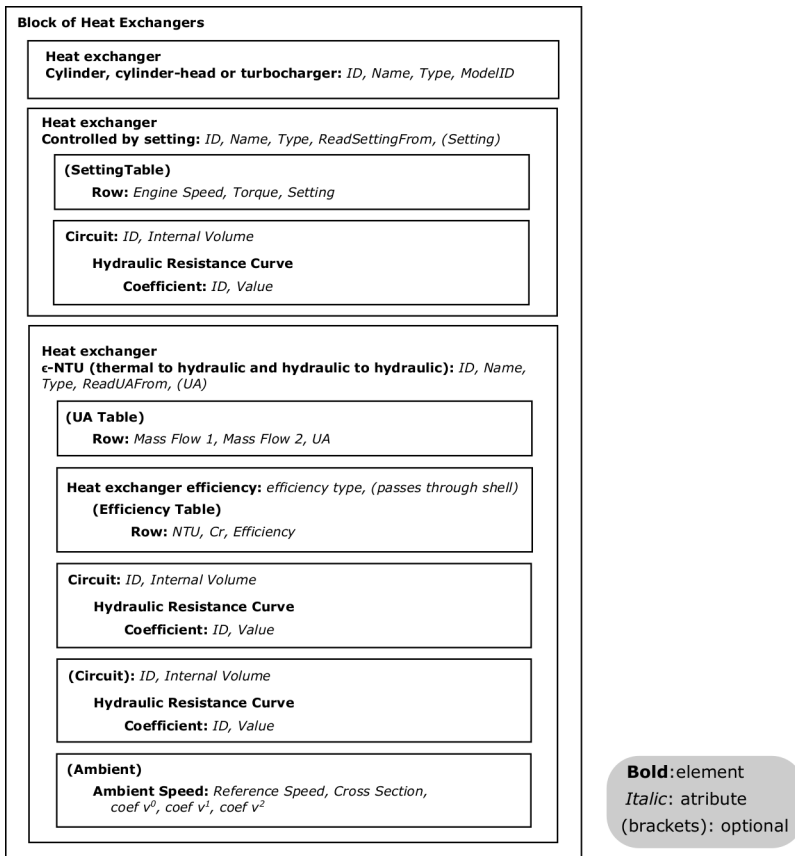 Block of Heat Exchangers
Heat exchanger
Cylinder, cylinder-head or turbocharger: ID, Name, Type, ModelID
Heat exchanger
Controlled by setting: ID, Name, Type, ReadSettingFrom, (Setting)
(SettingTable)
Row: Engine Speed, Torque, Setting
Circuit: ID, Internal Volume
Hydraulic Resistance Curve
Coefficient: ID, Value
Heat exchanger
ϵ-NTU (thermal to hydraulic and hydraulic to hydraulic): ID, Name,
Type, ReadUAFrom, (UA)
(UA Table)
Row: Mass Flow 1, Mass Flow 2, UA
Heat exchanger efficiency: efficiency type, (passes through shell)
(Efficiency Table)
Row: NTU, Cr, Efficiency
Circuit: ID, Internal Volume
Hydraulic Resistance Curve
Coefficient: ID, Value
(Circuit): ID, Internal Volume
Hydraulic Resistance Curve
Coefficient: ID, Value
(Ambient)
Ambient Speed: Reference Speed, Cross Section,
coef v⁰, coef v¹, coef v²
Bold:element
Italic: atribute
(brackets): optional